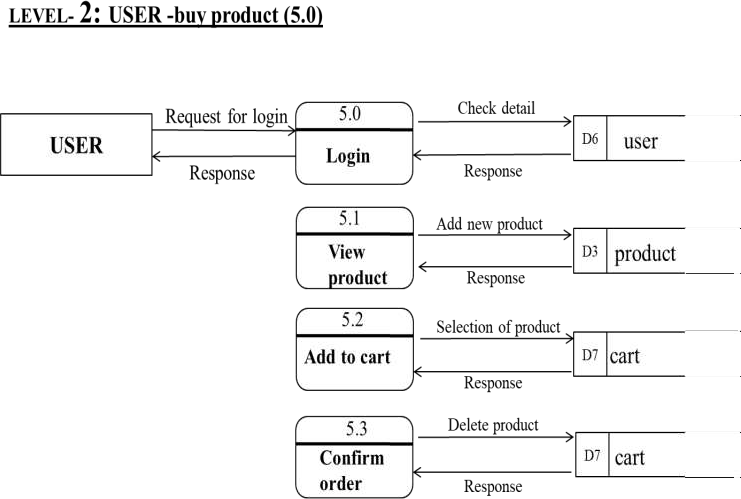 LEVEL- 2: USER -buy product (5.0)
Request for login
5.0
Check detail
USER
Login
D6
user
Response
Response
5.1
Add new product
View
product
D3
product
Response
5.2
Selection of product
Add to cart
D7
cart
Response
5.3
Delete product
Confirm
order
D7
cart
Response